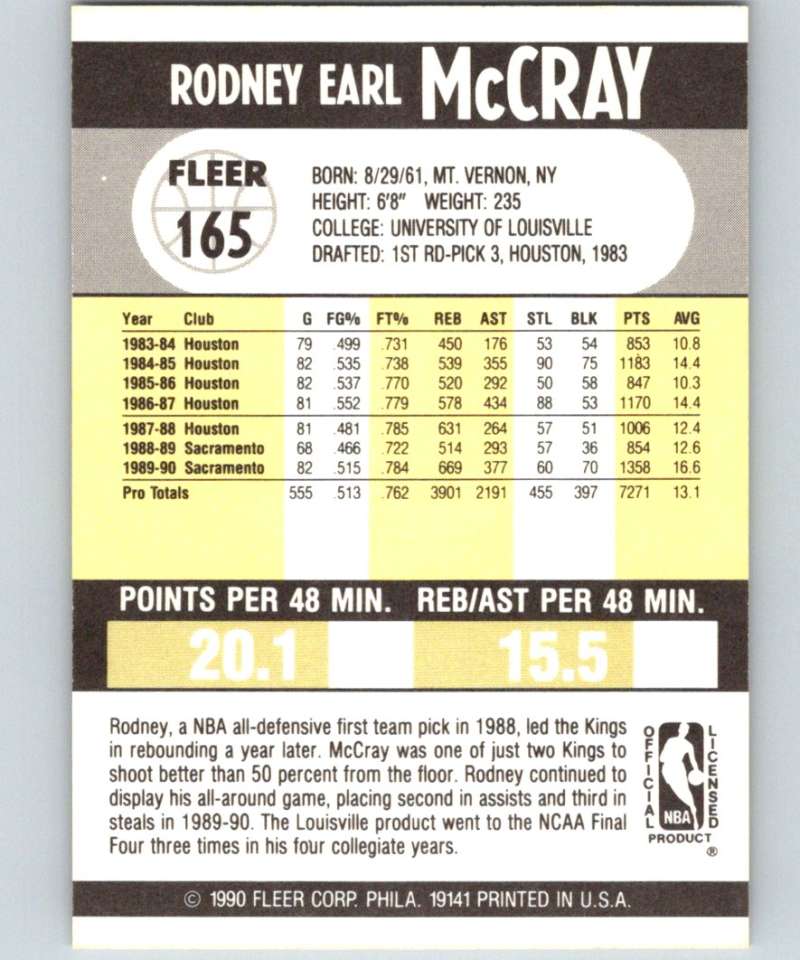 RODNEY EARL McCRAY
FLEER
165
BORN: 8/29/61, MT. VERNON, NY
HEIGHT: 6'8" WEIGHT: 235
COLLEGE: UNIVERSITY OF LOUISVILLE
DRAFTED: 1ST RD-PICK 3, HOUSTON, 1983
Year Club G FG% FT% REB AST STL BLK PTS AVG
1983-84 Houston 79 .499 .731 450 176 53 54 853 10.8
1984-85 Houston 82 .535 .738 539 355 90 75 1183 14.4
1985-86 Houston 82 .537 .770 520 292 50 58 847 10.3
1986-87 Houston 81 .552 .779 578 434 88 53 1170 14.4
1987-88 Houston 81 .481 .785 631 264 57 51 1006 12.4
1988-89 Sacramento 68 .466 .722 514 293 57 36 854 12.6
1989-90 Sacramento 82 .515 .784 669 377 60 70 1358 16.6
Pro Totals 555 .513 .762 3901 2191 455 397 7271 13.1
POINTS PER 48 MIN. REB/AST PER 48 MIN.
20.1 15.5
Rodney, a NBA all-defensive first team pick in 1988, led the Kings
in rebounding a year later. McCray was one of just two Kings to
shoot better than 50 percent from the floor. Rodney continued to
display his all-around game, placing second in assists and third in
steals in 1989-90. The Louisville product went to the NCAA Final
Four three times in his four collegiate years.
OFFICIAL
LICENSED
NBA
PRODUCT
®
© 1990 FLEER CORP. PHILA. 19141 PRINTED IN U.S.A.